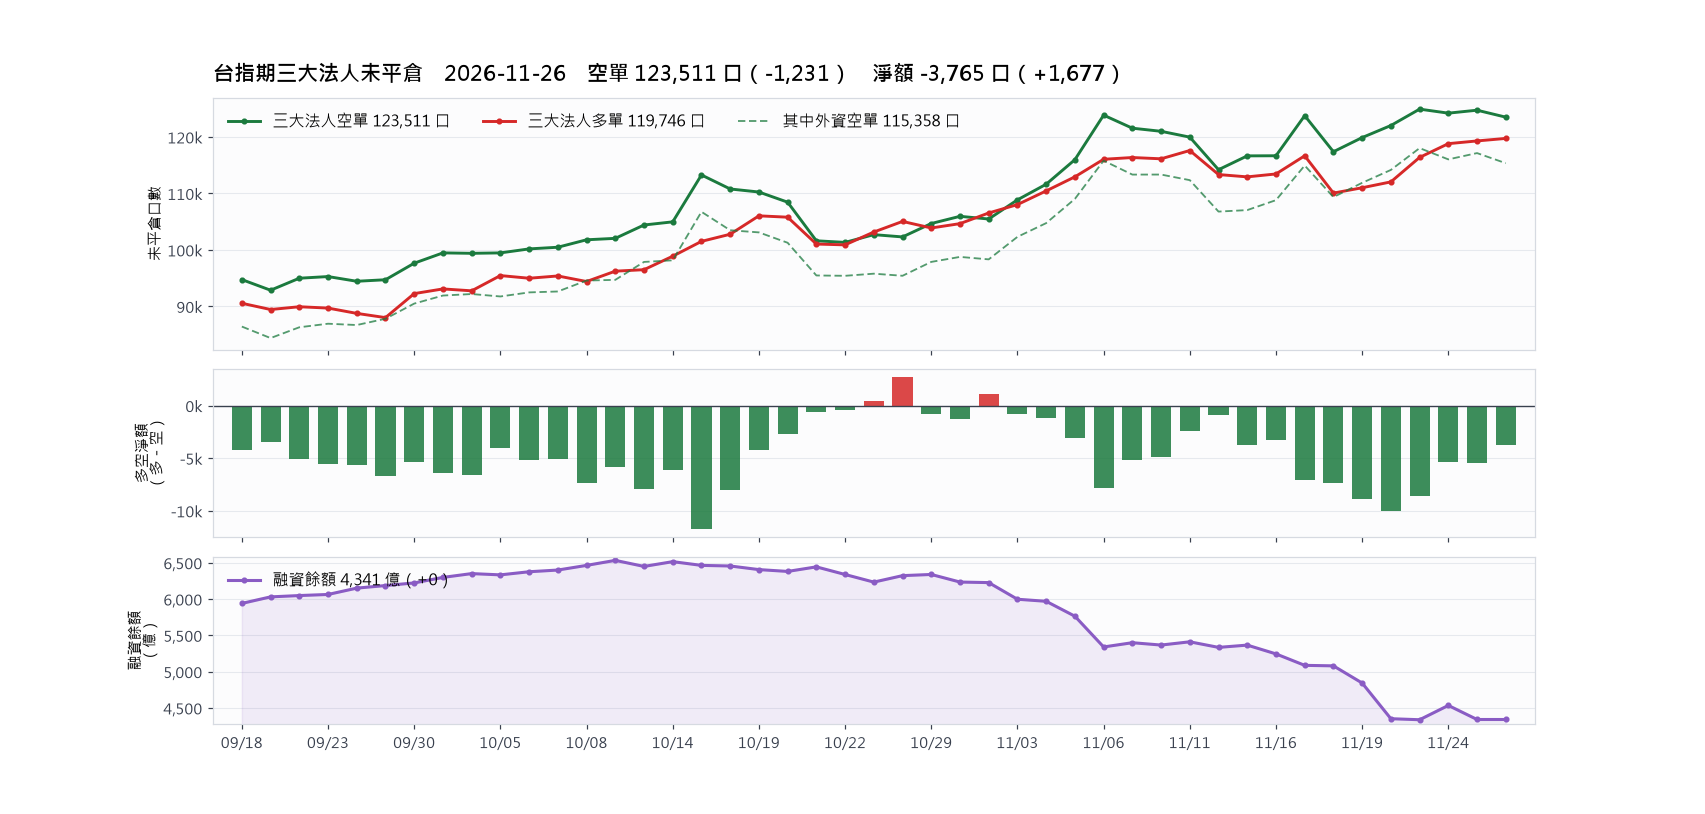 台指期三大法人未平倉 2026-11-26 空單 123,511 口 ( -1,231 ) 淨額 -3,765 口 ( +1,677 )
三大法人空單 123,511 口 三大法人多單 119,746 口 其中外資空單 115,358 口
未平倉口數
120k
110k
100k
90k
多空淨額
( 多 - 空 )
0k
-5k
-10k
融資餘額 4,341 億 ( +0 )
融資餘額
( 億 )
6,500
6,000
5,500
5,000
4,500
09/18 09/23 09/30 10/05 10/08 10/14 10/19 10/22 10/29 11/03 11/06 11/11 11/16 11/19 11/24